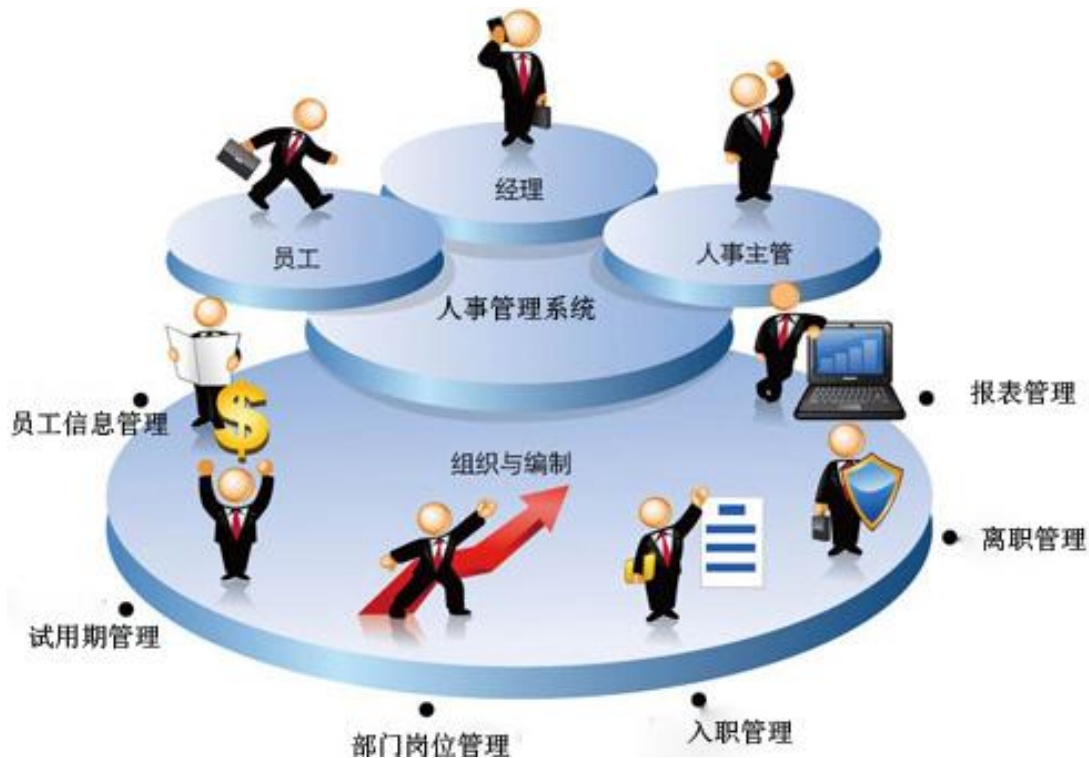 经理
员工
人事主管
人事管理系统
报表管理
员工信息管理
组织与编制
离职管理
试用期管理
入职管理
部门岗位管理